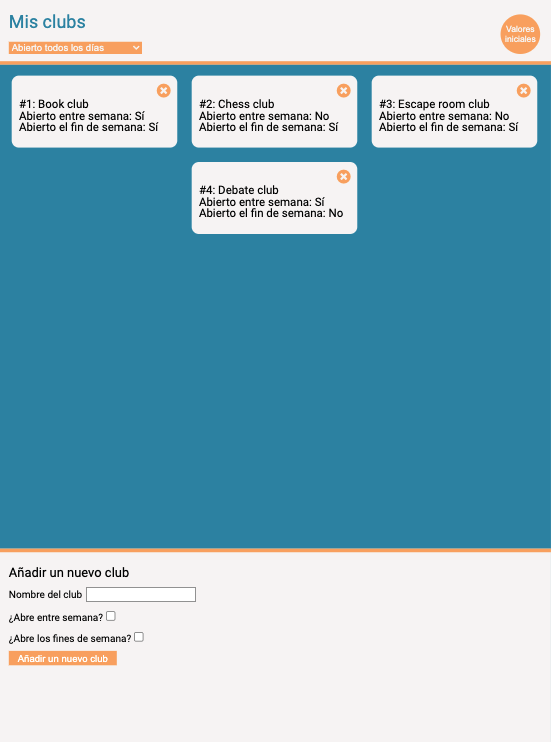 Mis clubs
Abierto todos los días
Valores
iniciales
#1: Book club
Abierto entre semana: Sí
Abierto el fin de semana: Sí
#2: Chess club
Abierto entre semana: No
Abierto el fin de semana: Sí
#3: Escape room club
Abierto entre semana: No
Abierto el fin de semana: Sí
#4: Debate club
Abierto entre semana: Sí
Abierto el fin de semana: No
Añadir un nuevo club
Nombre del club
¿Abre entre semana?
¿Abre los fines de semana?
Añadir un nuevo club